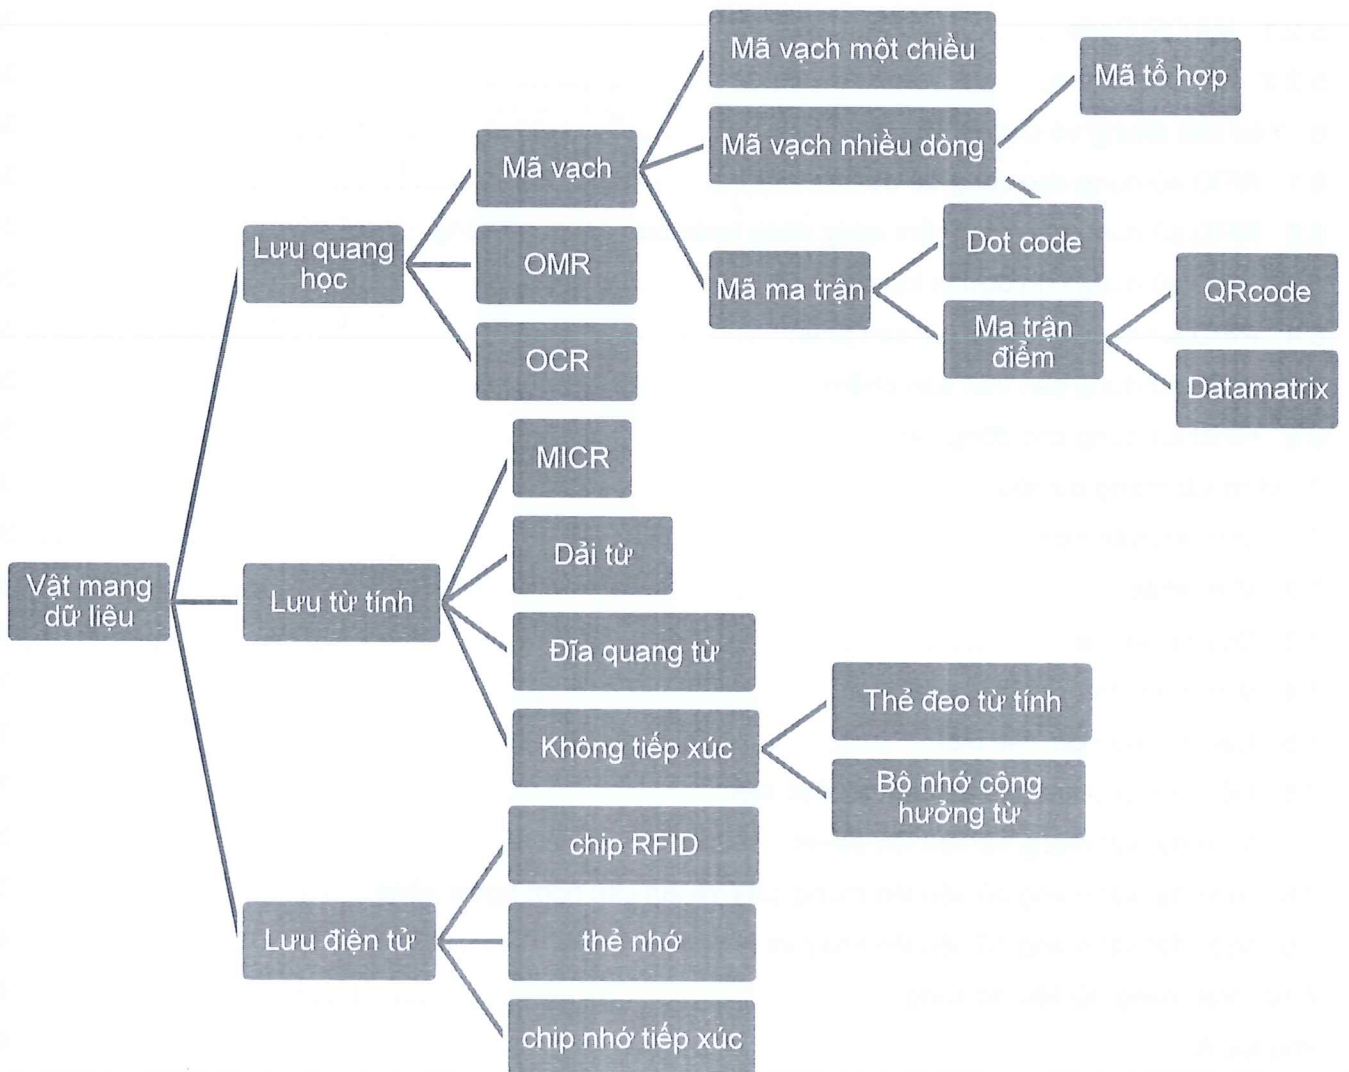 Mã vạch một chiều
Mã tổ hợp
Mã vạch nhiều dòng
Mã vạch
Lưu quang
học
OMR
OCR
Mã ma trận
Dot code
Ma trận
điểm
QRcode
Datamatrix
Vật mang
dữ liệu
Lưu từ tính
MICR
Dải từ
Đĩa quang từ
Không tiếp xúc
Thẻ đeo từ tính
Bộ nhớ cộng
hưởng từ
Lưu điện tử
chip RFID
thẻ nhớ
chip nhớ tiếp xúc